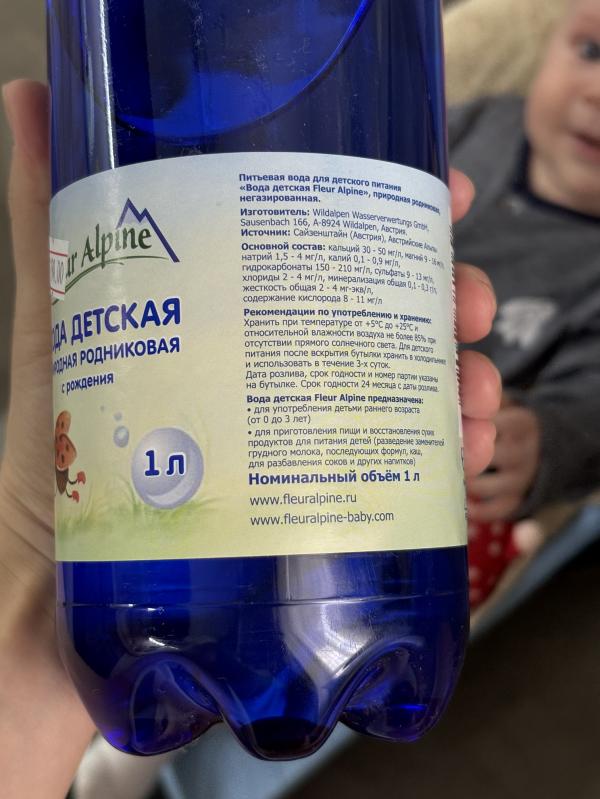 Alpine
ДЕТСКАЯ
РОДНИКОВАЯ
с рождения
1 л
Питьевая вода для детского питания
«Вода детская Fleur Alpine», природная родниковая,
негазированная.
Изготовитель: Wildalpen Wasserverwertungs GmbH,
Sausenbach 166, A-8924 Wildalpen, Австрия.
Источник: Сайзенштайн (Австрия), Австрийские Альпы
Основной состав: кальций 30 - 50 мг/л, магний 9 - 16 мг/л,
натрий 1,5 - 4 мг/л, калий 0,1 - 0,9 мг/л,
гидрокарбонаты 150 - 210 мг/л, сульфаты 9 - 13 мг/л,
хлориды 2 - 4 мг/л, минерализация общая 0,1 - 0,3 г/л,
жесткость общая 2 - 4 мг-экв/л,
содержание кислорода 8 - 11 мг/л
Рекомендации по употреблению и хранению:
Хранить при температуре от +5°C до +25°C и
относительной влажности воздуха не более 85% при
отсутствии прямого солнечного света. Для детского
питания после вскрытия бутылки хранить в холодильнике
и использовать в течение 3-х суток.
Дата розлива, срок годности и номер партии указаны
на бутылке. Срок годности 24 месяца с даты розлива.
Вода детская Fleur Alpine предназначена:
• для употребления детьми раннего возраста
(от 0 до 3 лет)
• для приготовления пищи и восстановления сухих
продуктов для питания детей (разведение заменителей
грудного молока, последующих формул, каш,
для разбавления соков и других напитков)
Номинальный объём 1 л
www.fleuralpine.ru
www.fleuralpine-baby.com